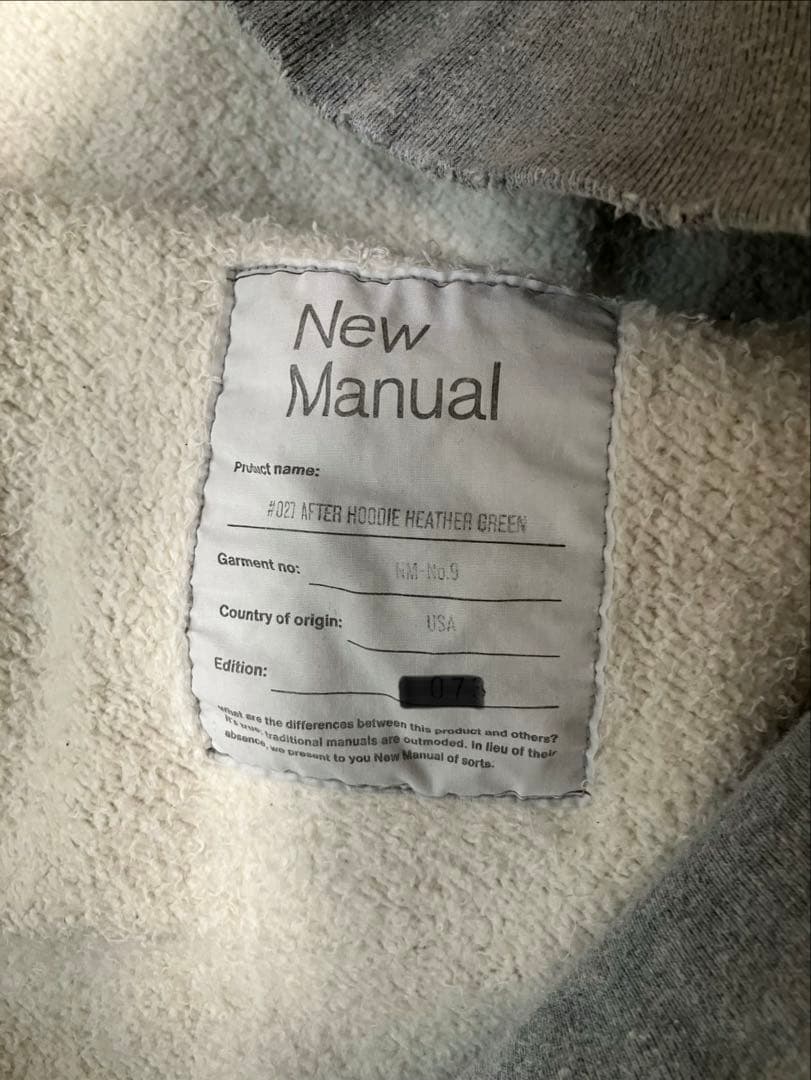 New
Manual
Product name:
#027 AFTER HOODIE HEATHER GREEN
Garment no: NM-No.9
Country of origin: USA
Edition:
What are the differences between this product and others?
It's true, traditional manuals are outmoded. In lieu of their
absence, we present to you New Manual of sorts.